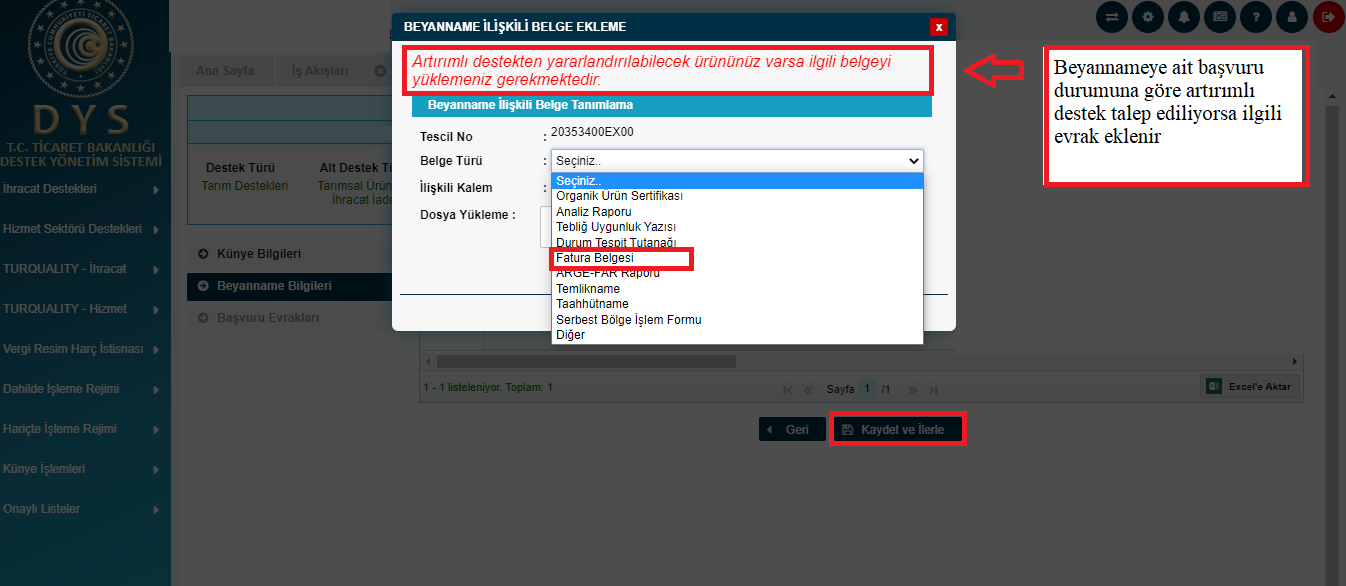 DYS
T.C. TİCARET BAKANLIĞI
DESTEK YÖNETİM SİSTEMİ
İhracat Destekleri
Hizmet Sektörü Destekleri
TURQUALITY - İhracat
TURQUALITY - Hizmet
Vergi Resim Harç İstisnası
Dahilde İşleme Rejimi
Hariçte İşleme Rejimi
Künye İşlemleri
Onaylı Listeler
Ana Sayfa
İş Akışları
Destek Türü
Alt Destek Tü
Tarım Destekleri
Tarımsal Ürün
İhracat İade
Künye Bilgileri
Beyanname Bilgileri
Başvuru Evrakları
BEYANNAME İLİŞKİLİ BELGE EKLEME
x
Artırımlı destekten yararlandırılabilecek ürününüz varsa ilgili belgeyi
yüklemeniz gerekmektedir.
Beyanname İlişkili Belge Tanımlama
Tescil No : 20353400EX00
Belge Türü : Seçiniz..
İlişkili Kalem :
Dosya Yükleme :
Seçiniz..
Organik Ürün Sertifikası
Analiz Raporu
Tebliğ Uygunluk Yazısı
Durum Tespit Tutanağı
Fatura Belgesi
ARGE-FAR Raporu
Temlikname
Taahhütname
Serbest Bölge İşlem Formu
Diğer
1 - 1 listeleniyor. Toplam: 1
Sayfa 1 /1
Excel'e Aktar
Geri
Kaydet ve İlerle
Beyannameye ait başvuru
durumuna göre artırımlı
destek talep ediliyorsa ilgili
evrak eklenir